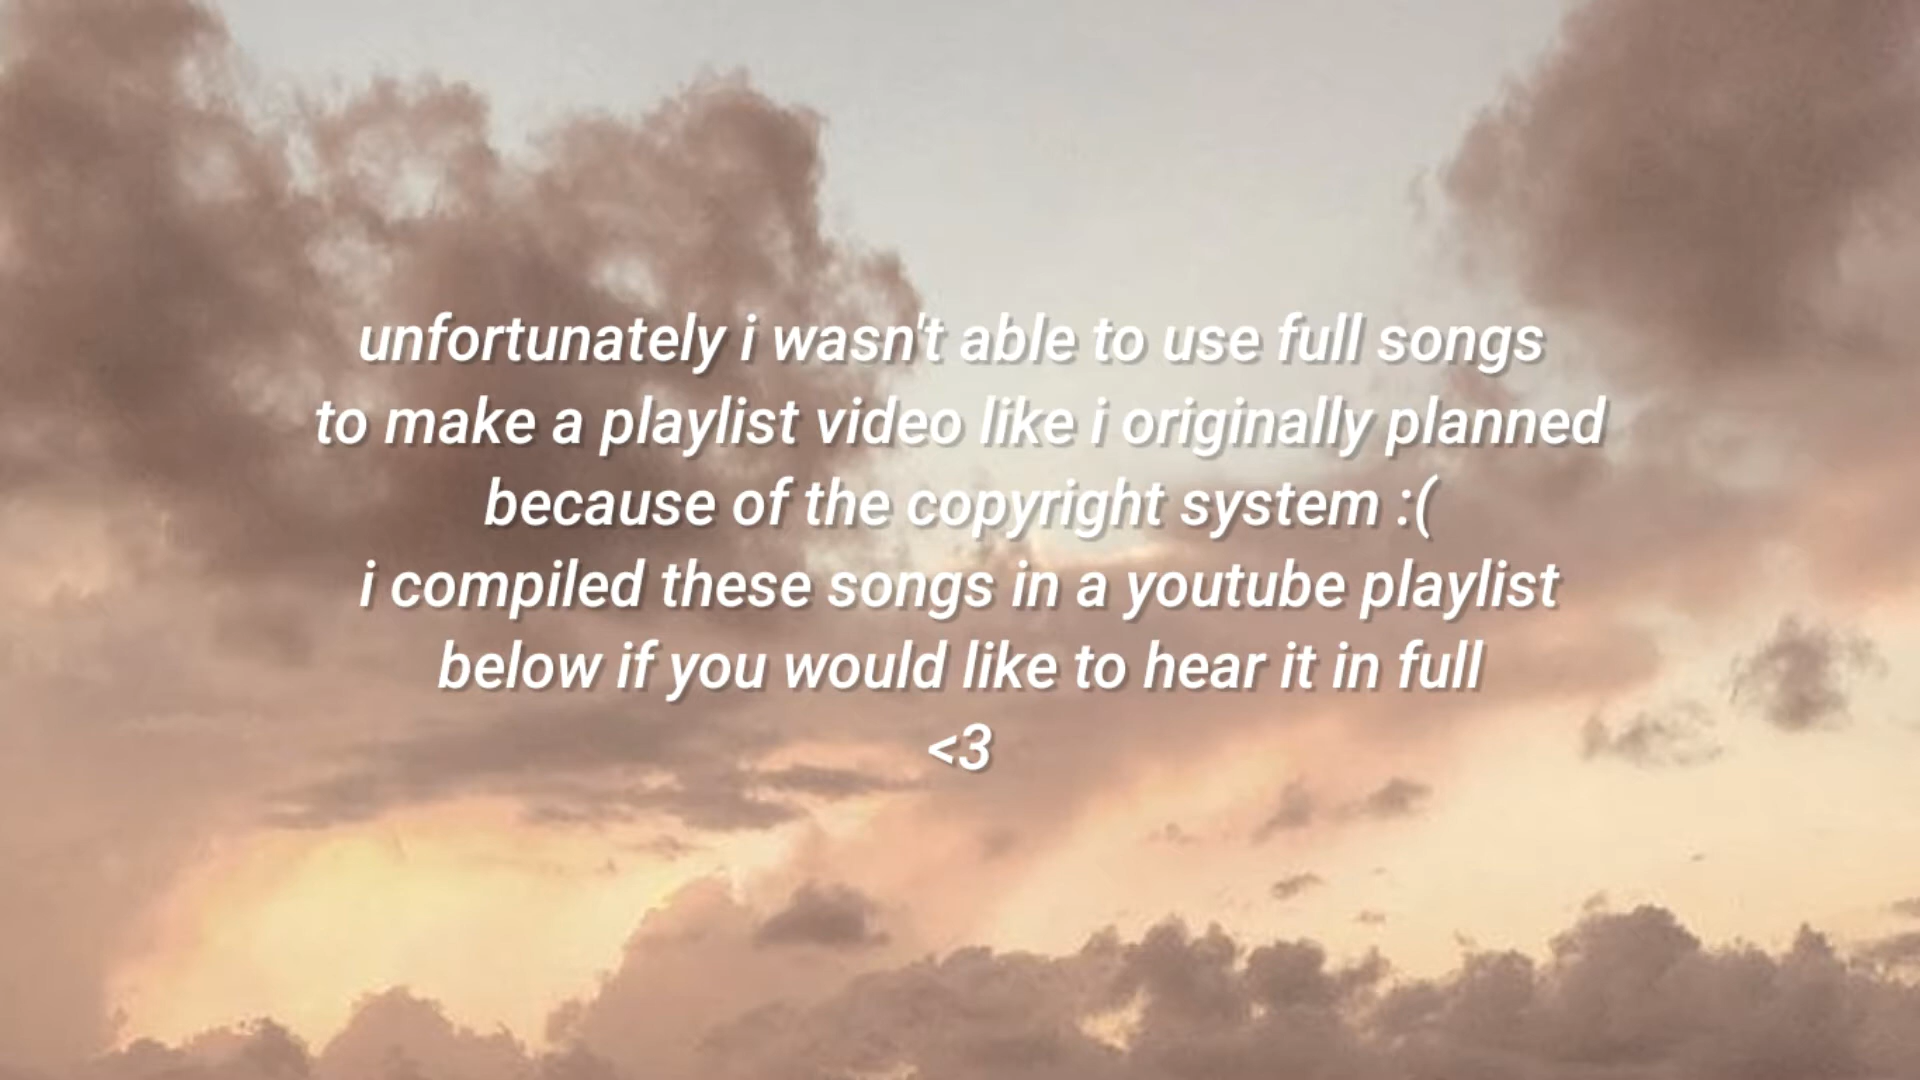 unfortunately i wasn't able to use full songs
to make a playlist video like i originally planned
because of the copyright system :(
i compiled these songs in a youtube playlist
below if you would like to hear it in full
<3